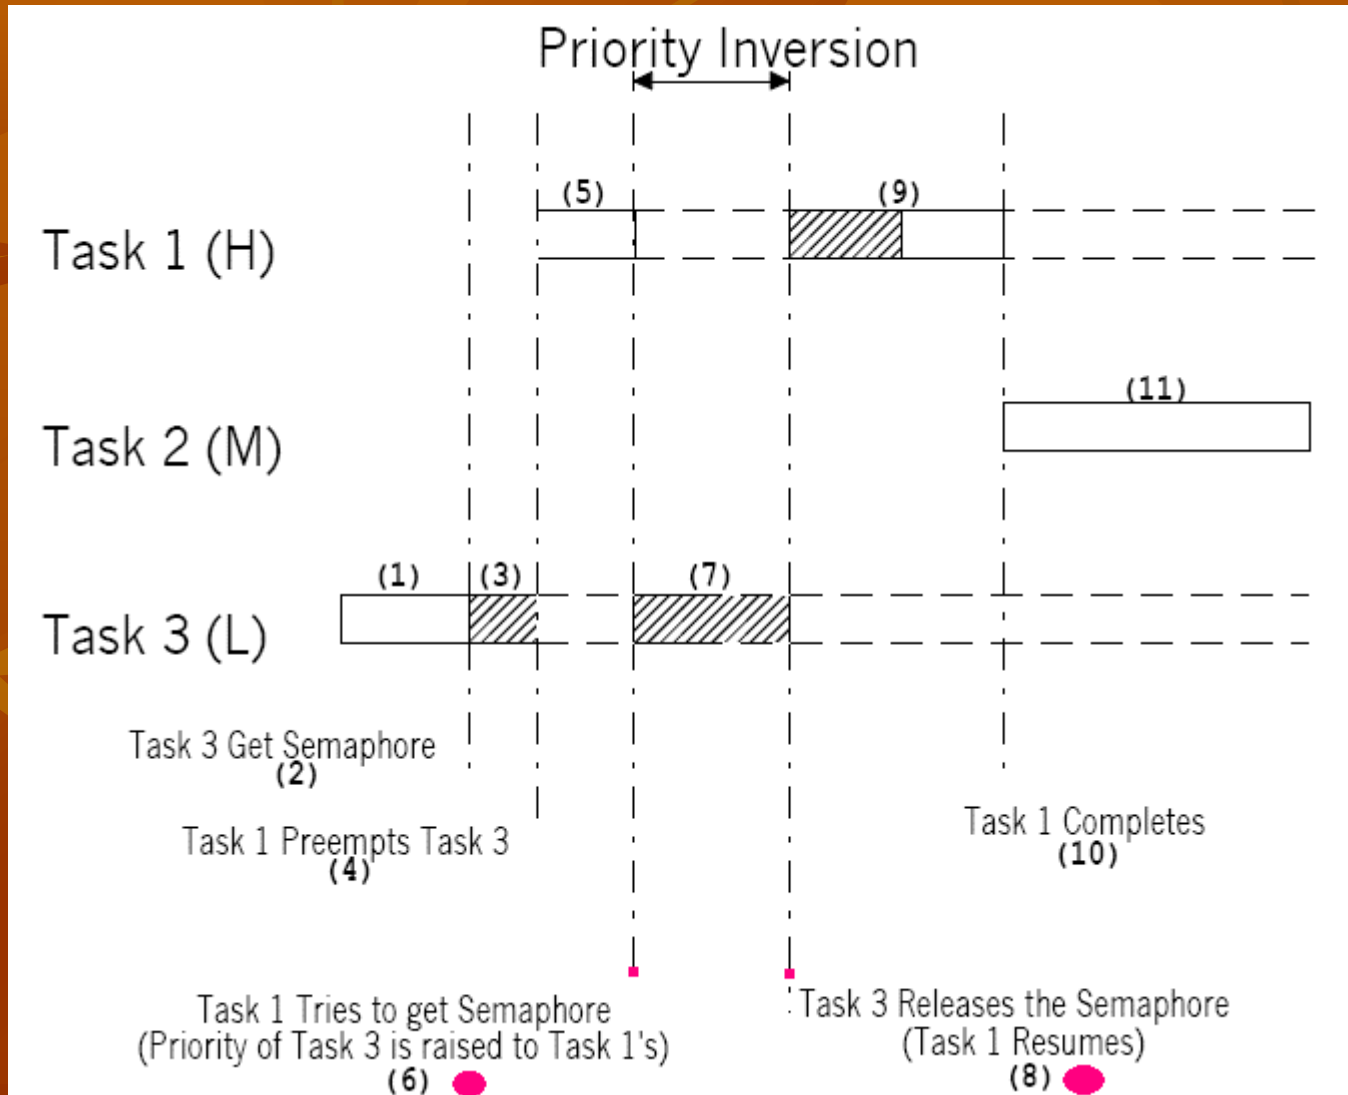 Priority Inversion
(5)
(9)
Task 1 (H)
(11)
Task 2 (M)
(1)
(3)
(7)
Task 3 (L)
Task 3 Get Semaphore
(2)
Task 1 Preempts Task 3
(4)
Task 1 Completes
(10)
Task 1 Tries to get Semaphore
(Priority of Task 3 is raised to Task 1's)
(6)
Task 3 Releases the Semaphore
(Task 1 Resumes)
(8)